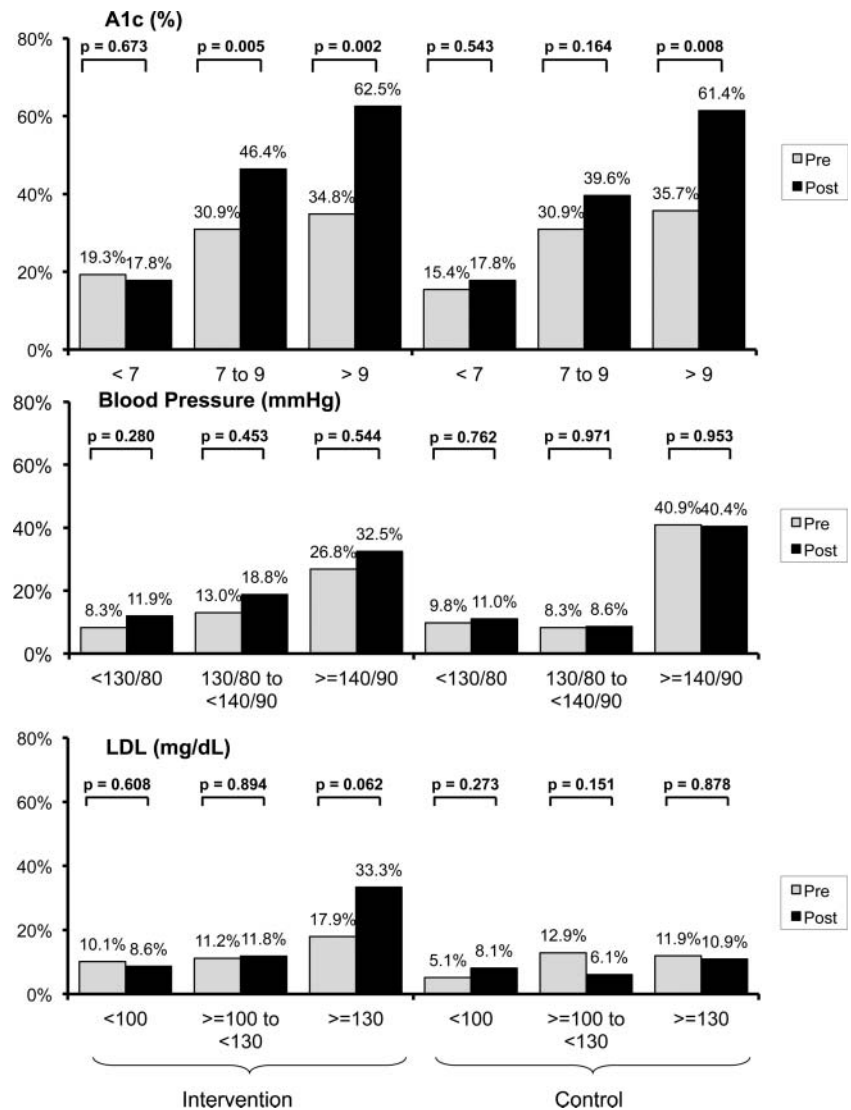 A1c (%)
80%
p = 0.673 p = 0.005 p = 0.002 p = 0.543 p = 0.164 p = 0.008
62.5% 61.4%
60%
46.4%
Pre
Post
39.6%
40%
34.8% 35.7%
30.9% 30.9%
19.3% 17.8% 15.4% 17.8%
20%
0%
< 7 7 to 9 > 9 < 7 7 to 9 > 9
Blood Pressure (mmHg)
80%
p = 0.280 p = 0.453 p = 0.544 p = 0.762 p = 0.971 p = 0.953
60%
40.9% 40.4%
Pre
Post
40%
32.5%
26.8%
18.8%
20%
13.0%
8.3% 11.9% 9.8% 11.0% 8.3% 8.6%
0%
<130/80 130/80 to >=140/90 <130/80 130/80 to >=140/90
<140/90 <140/90
LDL (mg/dL)
80%
p = 0.608 p = 0.894 p = 0.062 p = 0.273 p = 0.151 p = 0.878
60%
40%
33.3%
Pre
Post
20%
17.9%
10.1% 8.6% 11.2% 11.8% 5.1% 8.1% 12.9% 6.1% 11.9% 10.9%
0%
<100 >=100 to >=130 <100 >=100 to >=130
<130 <130
Intervention Control